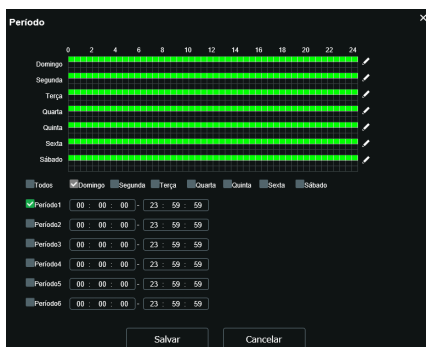 Período
×
0 2 4 6 8 10 12 14 16 18 20 22 24
Domingo
Segunda
Terça
Quarta
Quinta
Sexta
Sábado
Todos Domingo Segunda Terça Quarta Quinta Sexta Sábado
Período1 00 : 00 : 00 - 23 : 59 : 59
Período2 00 : 00 : 00 - 23 : 59 : 59
Período3 00 : 00 : 00 - 23 : 59 : 59
Período4 00 : 00 : 00 - 23 : 59 : 59
Período5 00 : 00 : 00 - 23 : 59 : 59
Período6 00 : 00 : 00 - 23 : 59 : 59
Salvar Cancelar